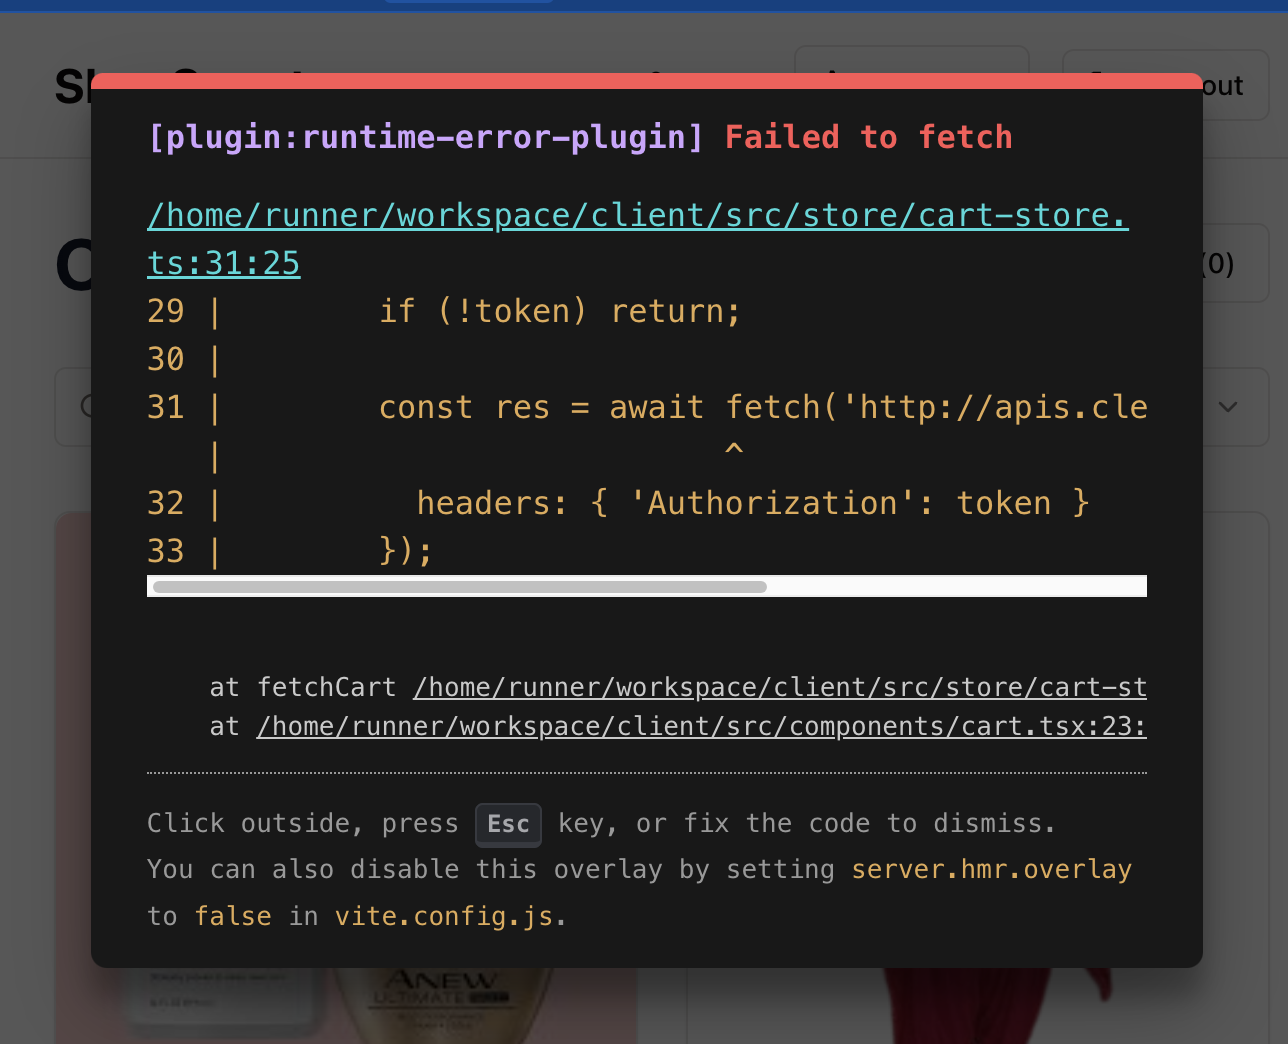 out
[plugin:runtime-error-plugin] Failed to fetch
/home/runner/workspace/client/src/store/cart-store.
ts:31:25
(0)
29 |        if (!token) return;
30 |
31 |        const res = await fetch('http://apis.cle
   |                          ^
32 |          headers: { 'Authorization': token }
33 |        });
at fetchCart /home/runner/workspace/client/src/store/cart-st
at /home/runner/workspace/client/src/components/cart.tsx:23:
Click outside, press Esc key, or fix the code to dismiss.
You can also disable this overlay by setting server.hmr.overlay
to false in vite.config.js.
ANEW
ULTIMATE